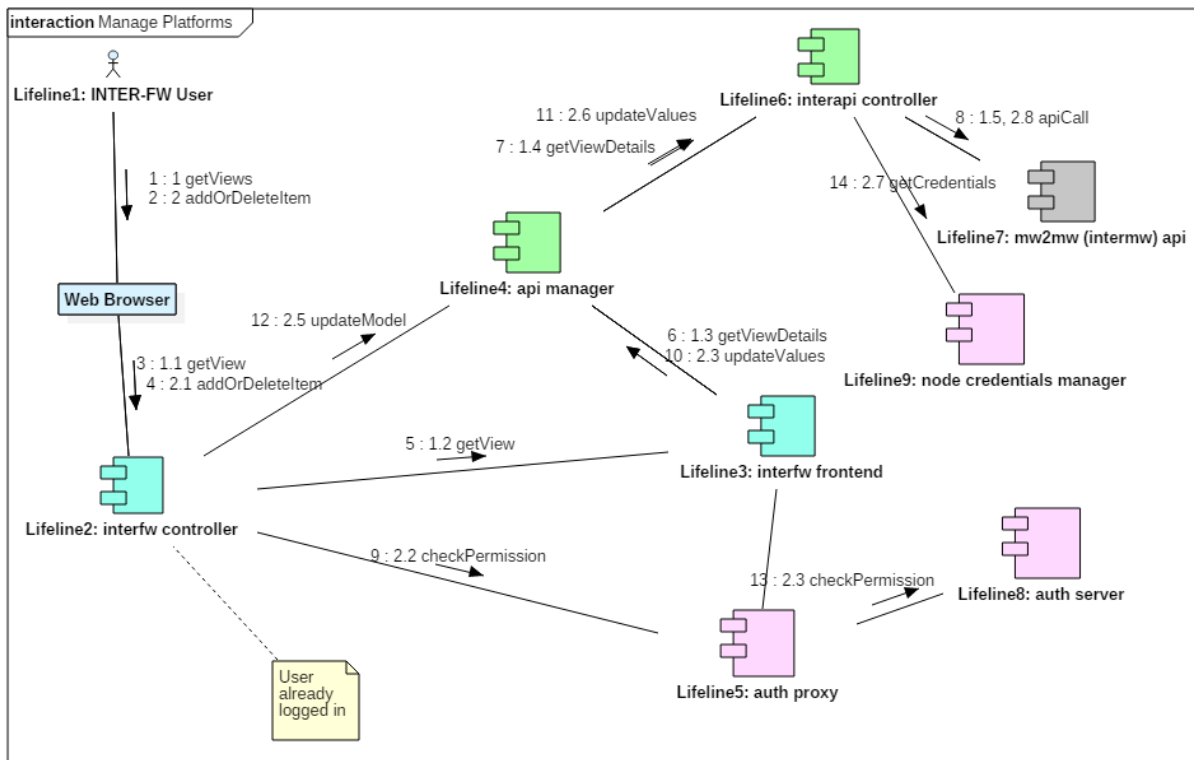 interaction Manage Platforms
Lifeline1: INTER-FW User
Lifeline6: interapi controller
11 : 2.6 updateValues
7 : 1.4 getViewDetails
8 : 1.5, 2.8 apiCall
1 : 1 getViews
2 : 2 addOrDeleteItem
14 : 2.7 getCredentials
Lifeline7: mw2mw (intermw) api
Lifeline4: api manager
Web Browser
12 : 2.5 updateModel
6 : 1.3 getViewDetails
10 : 2.3 updateValues
3 : 1.1 getView
4 : 2.1 addOrDeleteItem
Lifeline9: node credentials manager
5 : 1.2 getView
Lifeline3: interfw frontend
Lifeline2: interfw controller
9 : 2.2 checkPermission
13 : 2.3 checkPermission
Lifeline8: auth server
User
already
logged in
Lifeline5: auth proxy